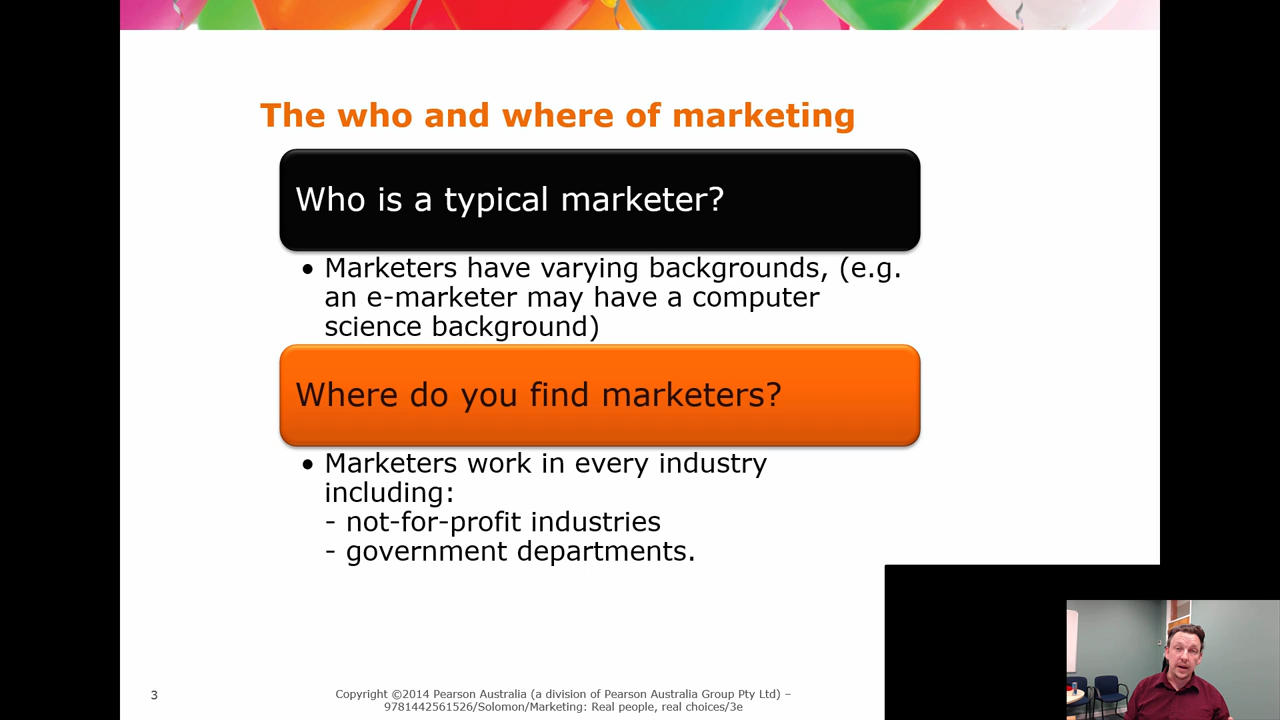 The who and where of marketing
Who is a typical marketer?
• Marketers have varying backgrounds, (e.g.
an e-marketer may have a computer
science background)
Where do you find marketers?
• Marketers work in every industry
including:
- not-for-profit industries
- government departments.
3
Copyright ©2014 Pearson Australia (a division of Pearson Australia Group Pty Ltd) –
9781442561526/Solomon/Marketing: Real people, real choices/3e